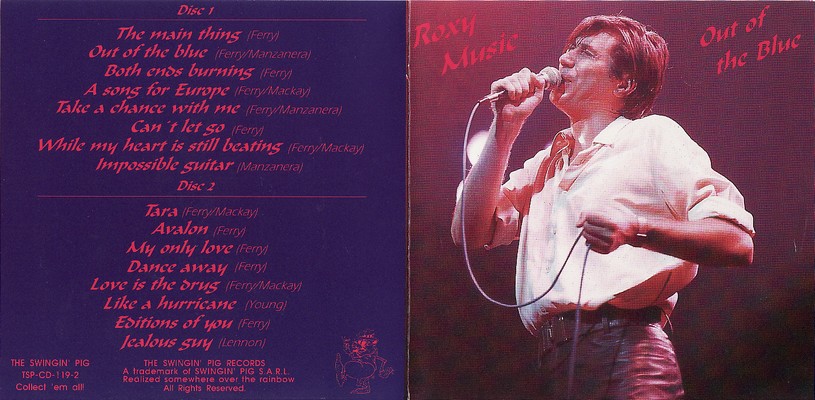 Disc 1
The main thing (Ferry)
Out of the blue (Ferry/Manzanera)
Both ends burning (Ferry)
A song for Europe (Ferry/Mackay)
Take a chance with me (Ferry/Manzanera)
Can´t let go (Ferry)
While my heart is still beating (Ferry/Mackay)
Impossible guitar (Manzanera)
Disc 2
Tara (Ferry/Mackay)
Avalon (Ferry)
My only love (Ferry)
Dance away (Ferry)
Love is the drug (Ferry/Mackay)
Like a hurricane (Young)
Editions of you (Ferry)
Jealous guy (Lennon)
THE SWINGIN' PIG
TSP-CD-119-2
Collect 'em all!
THE SWINGIN' PIG RECORDS
A trademark of SWINGIN' PIG S.A.R.L.
Realized somewhere over the rainbow
All Rights Reserved.
Roxy
Music
Out of
the Blue